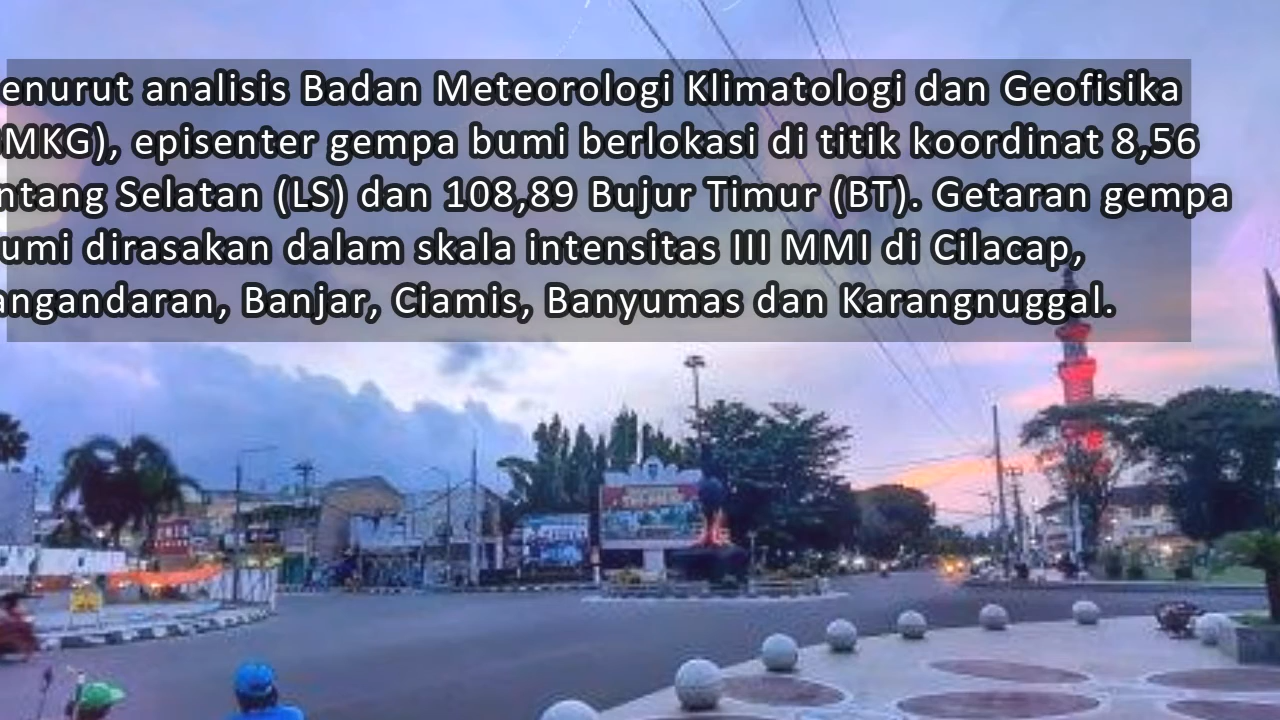 enurut analisis Badan Meteorologi Klimatologi dan Geofisika
MKG), episenter gempa bumi berlokasi di titik koordinat 8,56
ntang Selatan (LS) dan 108,89 Bujur Timur (BT). Getaran gempa
umi dirasakan dalam skala intensitas III MMI di Cilacap,
angandaran, Banjar, Ciamis, Banyumas dan Karangnuggal.